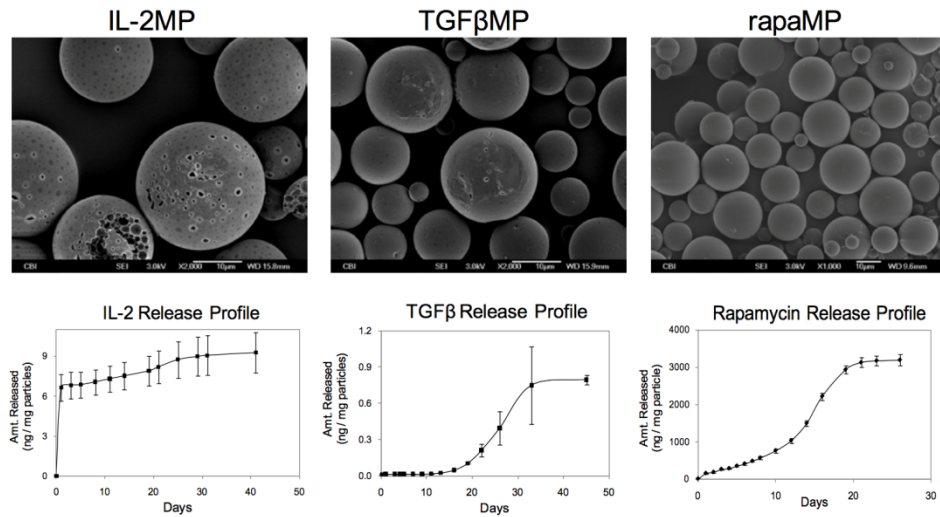 IL-2MP
TGFβMP
rapaMP
CBI SEI 3.0kV X2,000 10μm WD 15.8mm
CBI SEI 3.0kV X2,000 10μm WD 15.9mm
CBI SEI 3.0kV X1,000 10μm WD 9.6mm
IL-2 Release Profile
Amt. Released
(ng / mg particles)
9
6
3
0
0 10 20 30 40 50
Days
TGFβ Release Profile
Amt. Released
(ng / mg particles)
1.2
0.9
0.6
0.3
0.0
0 10 20 30 40 50
Days
Rapamycin Release Profile
Amt. Released
(ng / mg particles)
4000
3000
2000
1000
0
0 10 20 30
Days